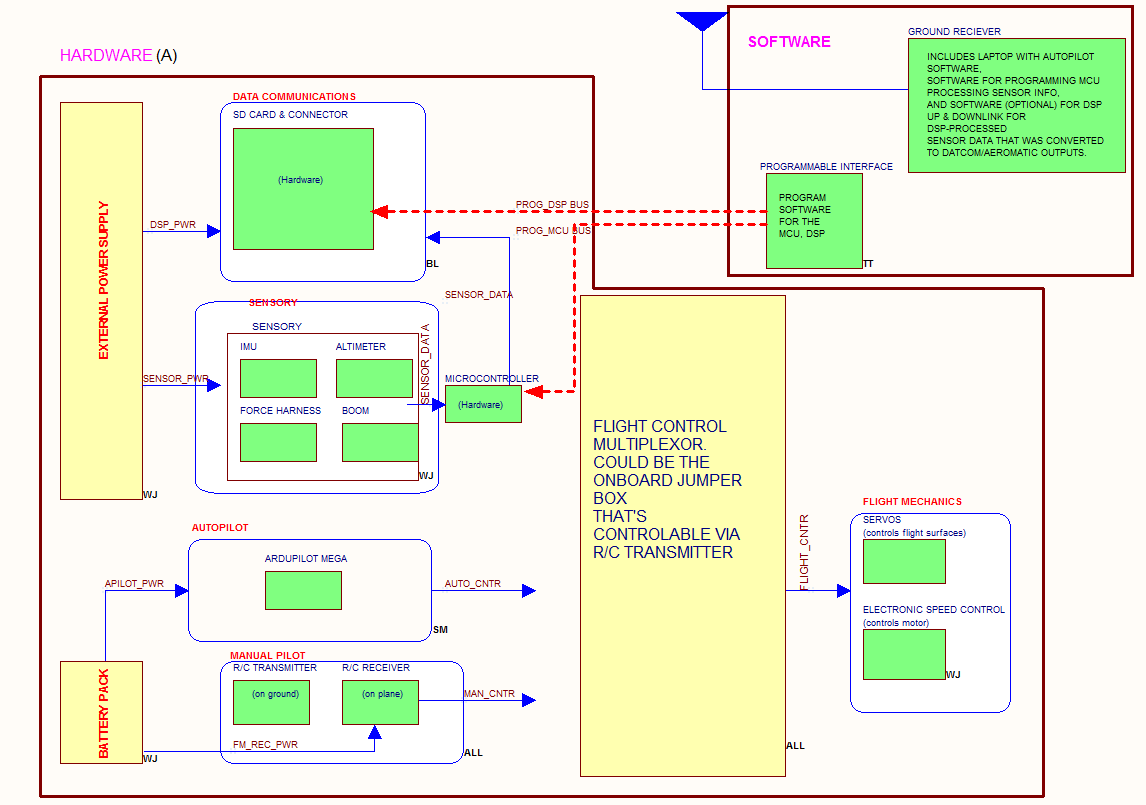 HARDWARE (A)
SOFTWARE
GROUND RECIEVER
INCLUDES LAPTOP WITH AUTOPILOT
SOFTWARE,
SOFTWARE FOR PROGRAMMING MCU
PROCESSING SENSOR INFO,
AND SOFTWARE (OPTIONAL) FOR DSP
UP & DOWNLINK FOR
DSP-PROCESSED
SENSOR DATA THAT WAS CONVERTED
TO DATCOM/AEROMATIC OUTPUTS.
PROGRAMMABLE INTERFACE
PROGRAM
SOFTWARE
FOR THE
MCU, DSP
TT
EXTERNAL POWER SUPPLY
WJ
DSP_PWR
SENSOR_PWR
DATA COMMUNICATIONS
SD CARD & CONNECTOR
(Hardware)
BL
PROG_DSP BUS
PROG_MCU BUS
SENSOR_DATA
SENSORY
SENSORY
IMU
ALTIMETER
FORCE HARNESS
BOOM
SENSOR_DATA
WJ
MICROCONTROLLER
(Hardware)
AUTOPILOT
ARDUPILOT MEGA
SM
APILOT_PWR
AUTO_CNTR
BATTERY PACK
WJ
MANUAL PILOT
R/C TRANSMITTER
(on ground)
R/C RECEIVER
(on plane)
FM_REC_PWR
MAN_CNTR
ALL
FLIGHT CONTROL
MULTIPLEXOR.
COULD BE THE
ONBOARD JUMPER
BOX
THAT'S
CONTROLABLE VIA
R/C TRANSMITTER
ALL
FLIGHT_CNTR
FLIGHT MECHANICS
SERVOS
(controls flight surfaces)
ELECTRONIC SPEED CONTROL
(controls motor)
WJ